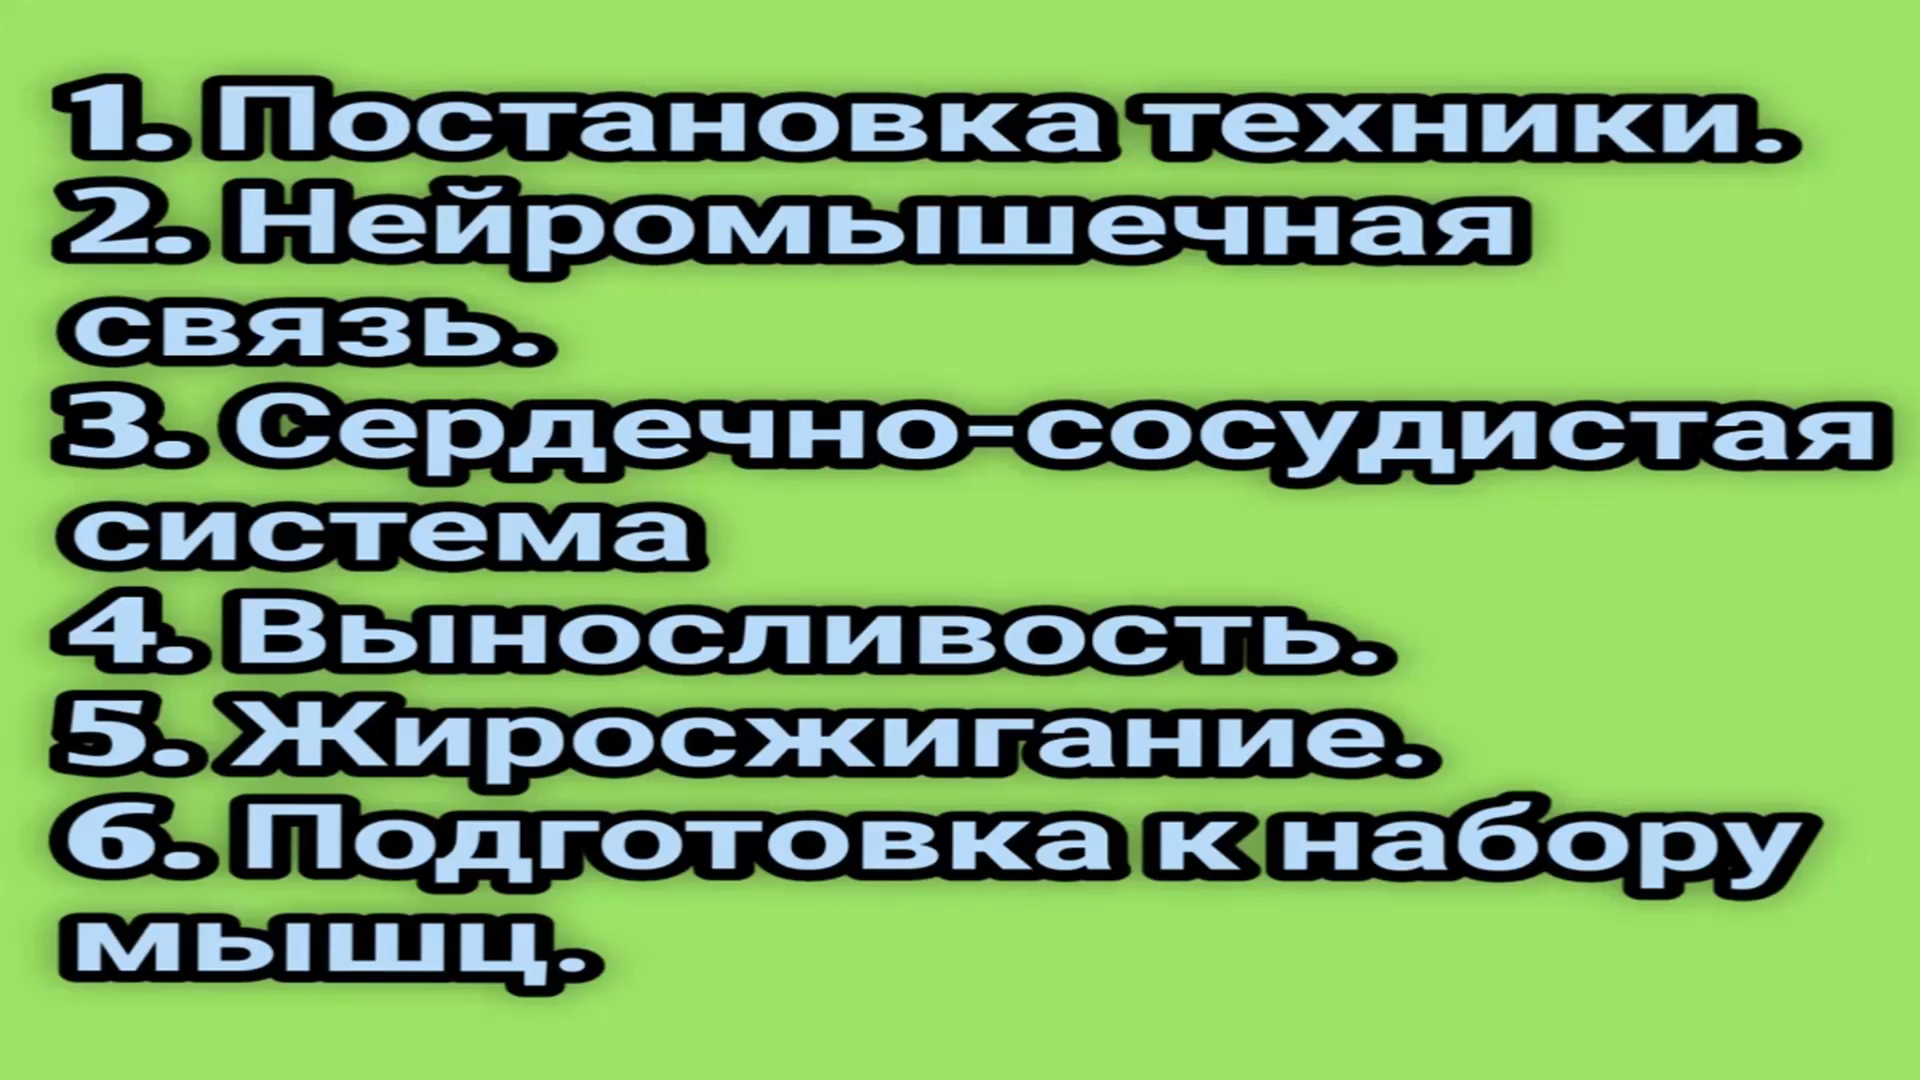 1. Постановка техники.
2. Нейромышечная
связь.
3. Сердечно-сосудистая
система
4. Выносливость.
5. Жиросжигание.
6. Подготовка к набору
мышц.